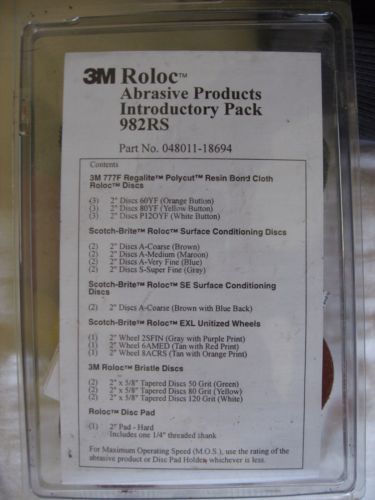 3M Roloc™
Abrasive Products
Introductory Pack
982RS
Part No. 048011-18694
Contents
3M 777F Regalite™ Polycut™ Resin Bond Cloth
Roloc™ Discs
(3) 2" Discs 60YF (Orange Button)
(3) 2" Discs 80YF (Yellow Button)
(3) 2" Discs P120YF (White Button)
Scotch-Brite™ Roloc™ Surface Conditioning Discs
(2) 2" Discs A-Coarse (Brown)
(2) 2" Discs A-Medium (Maroon)
(2) 2" Discs A-Very Fine (Blue)
(2) 2" Discs S-Super Fine (Gray)
Scotch-Brite™ Roloc™ SE Surface Conditioning
Discs
(2) 2" Discs A-Coarse (Brown with Blue Back)
Scotch-Brite™ Roloc™ EXL Unitized Wheels
(1) 2" Wheel 2SFIN (Gray with Purple Print)
(1) 2" Wheel 6AMED (Tan with Red Print)
(1) 2" Wheel 8ACRS (Tan with Orange Print)
3M Roloc™ Bristle Discs
(2) 2" x 5/8" Tapered Discs 50 Grit (Green)
(2) 2" x 5/8" Tapered Discs 80 Grit (Yellow)
(2) 2" x 5/8" Tapered Discs 120 Grit (White)
Roloc™ Disc Pad
(1) 2" Pad - Hard
Includes one 1/4" threaded shank
For Maximum Operating Speed (M.O.S.), use the rating of the
abrasive product or Disc Pad Holder, whichever is less.